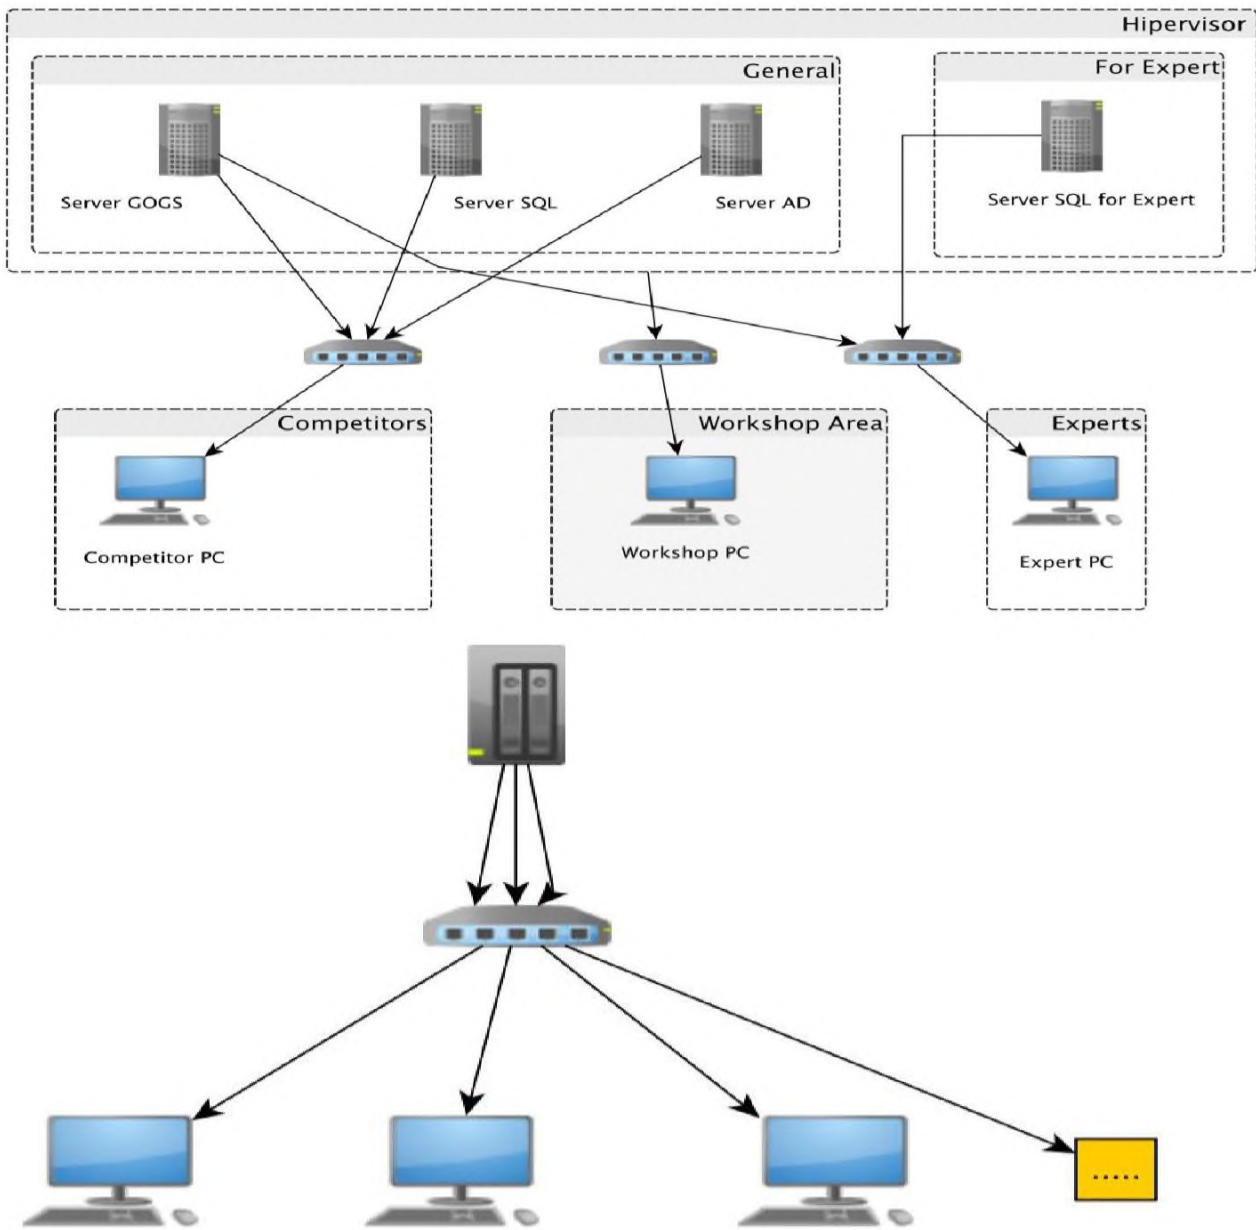 Hipervisor
General
For Expert
Server GOGS
Server SQL
Server AD
Server SQL for Expert
Competitors
Workshop Area
Experts
Competitor PC
Workshop PC
Expert PC
.....